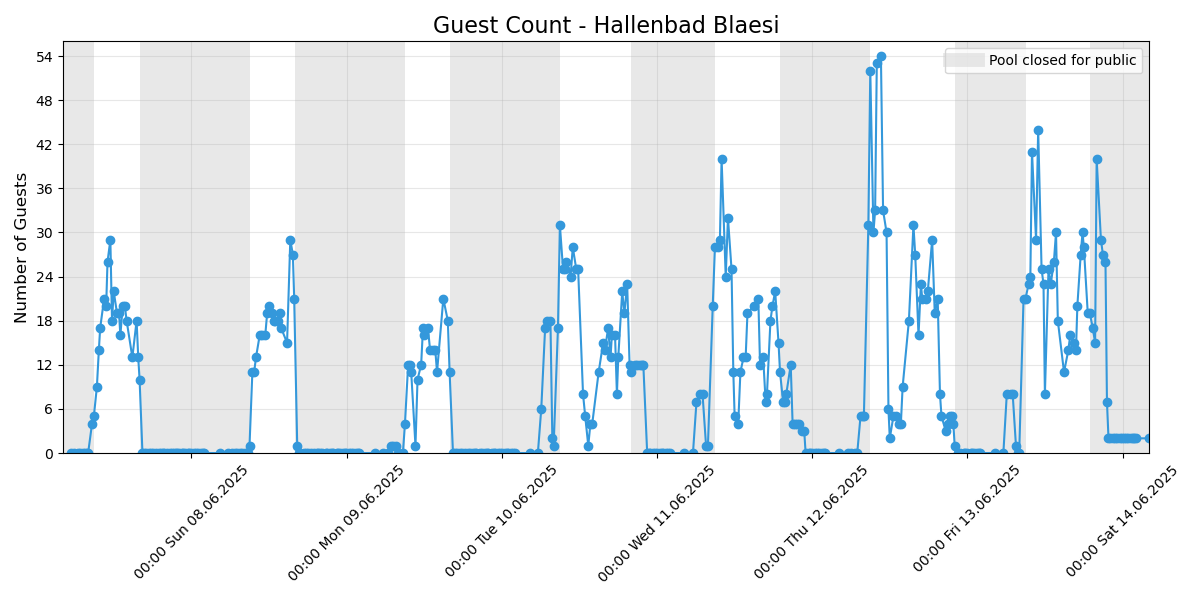 Guest Count - Hallenbad Blaesi
Pool closed for public
Number of Guests
54
48
42
36
30
24
18
12
6
0
00:00 Sun 08.06.2025
00:00 Mon 09.06.2025
00:00 Tue 10.06.2025
00:00 Wed 11.06.2025
00:00 Thu 12.06.2025
00:00 Fri 13.06.2025
00:00 Sat 14.06.2025